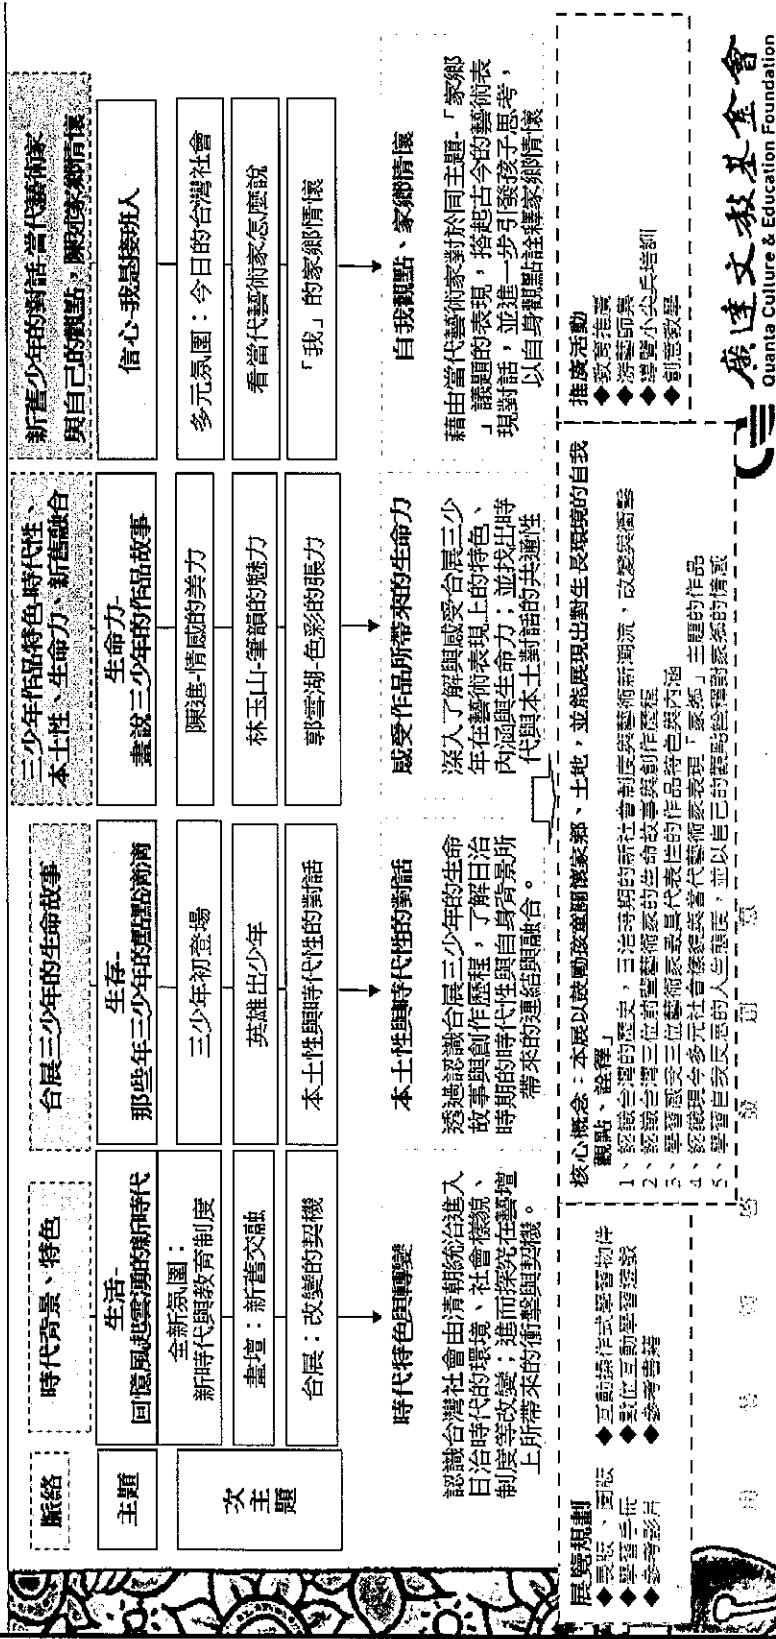 脈絡
時代背景、特色
台展三少年的生命故事
三少年作品特色-時代性、
本土性、生命力、新舊融合
新舊少年的對話-當代藝術家
與自己的觀點，陳述家鄉情懷
主題
生活-
回憶風起雲湧的新時代
生存-
那些年三少年的點點滴滴
生命力-
畫說三少年的作品故事
信心-我是接班人
次主題
全新氛圍：
新時代與教育制度
三少年初登場
陳進-情感的美力
多元氛圍：今日的台灣社會
畫壇：新舊交融
英雄出少年
林玉山-筆韻的魅力
看當代藝術家怎麼說
台展：改變的契機
本土性與時代性的對話
郭雪湖-色彩的張力
「我」的家鄉情懷
時代特色與轉變
認識台灣社會由清朝統治進入
日治時代的環境、社會樣貌、
制度等改變；進而探究在藝壇
上所帶來的衝擊與契機。
本土性與時代性的對話
透過認識台展三少年的生命
故事與創作歷程，了解日治
時期的時代性與自身背景所
帶來的連結與融合。
感受作品所帶來的生命力
深入了解與感受台展三少
年在藝術表現上的特色、
內涵與生命力；並找出時
代與本土對話的共通性
自我觀點、家鄉情懷
藉由當代藝術家對於同主題-「家鄉
」議題的表現，搭起古今的藝術表
現對話，並進一步引發孩子思考，
以自身觀點詮釋家鄉情懷
展覽規劃
◆展版、圖版
◆學習手冊
◆參考影片
◆互動操作式學習物件
◆數位互動學習遊戲
◆參考書籍
核心概念：本展以鼓勵孩童關懷家鄉、土地，並能展現出對生長環境的自我
觀點、詮釋」
1、認識台灣的歷史，日治時期的新社會制度與藝術新潮流，改變與衝擊
2、認識台灣三位前輩藝術家的生命故事與創作歷程
3、學習感受三位藝術家最具代表性的作品特色與內涵
4、認識現今多元社會樣貌與當代藝術家表現「家鄉」主題的作品
5、學習自我反思的人生態度，並以自己的觀點詮釋對家鄉的情感
推廣活動
◆教育推廣
◆游藝師集
◆導覽小尖兵培訓
◆創意教學
廣達文教基金會
Quanta Culture & Education Foundation